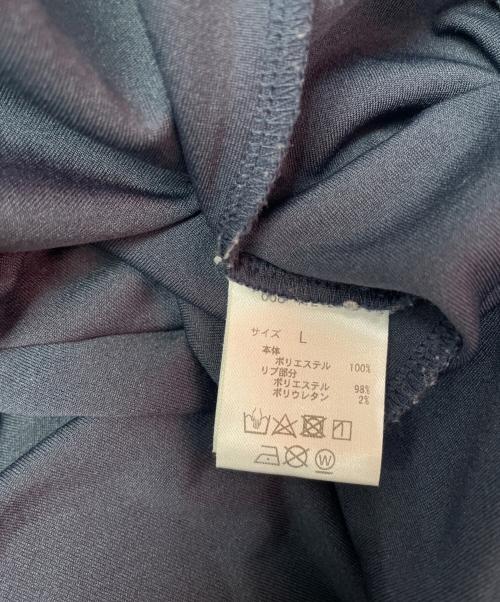 サイズ L
本体
ポリエステル 100%
リブ部分
ポリエステル 98%
ポリウレタン 2%
W